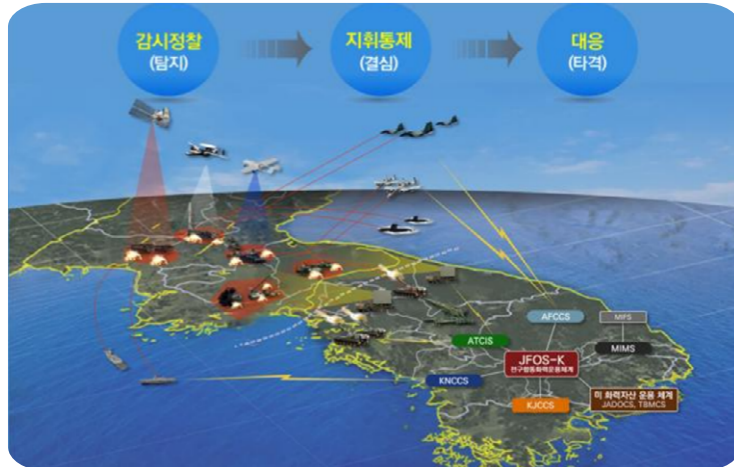 감시정찰
(탐지)
지휘통제
(결심)
대응
(타격)
AFCCS
MIFS
ATCIS
MIMS
JFOS-K
전구합동화력운용체계
KNCCS
KJCCS
미 화력자산 운용 체계
JADOCS, TBMCS